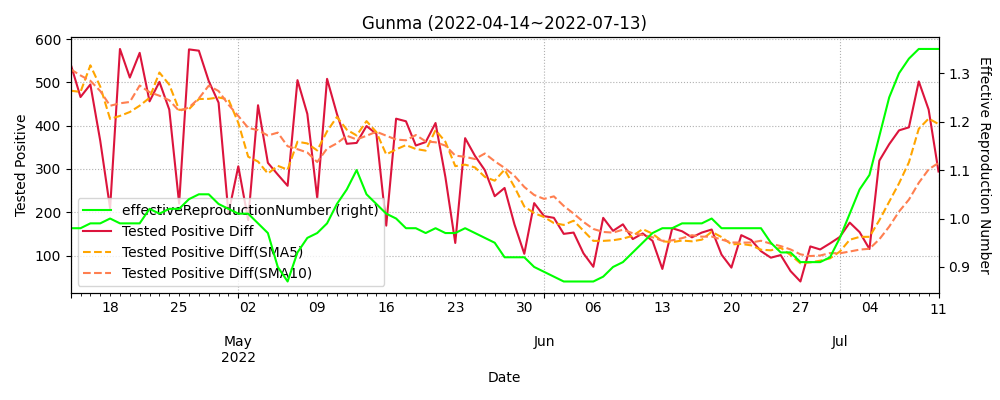 Gunma (2022-04-14~2022-07-13)
600
500
400
300
200
100
Tested Positive
1.3
1.2
1.1
1.0
0.9
Effective Reproduction Number
effectiveReproductionNumber (right)
Tested Positive Diff
Tested Positive Diff(SMA5)
Tested Positive Diff(SMA10)
18 25 02 09 16 23 30 06 13 20 27 04 11
May Jun Jul
2022
Date